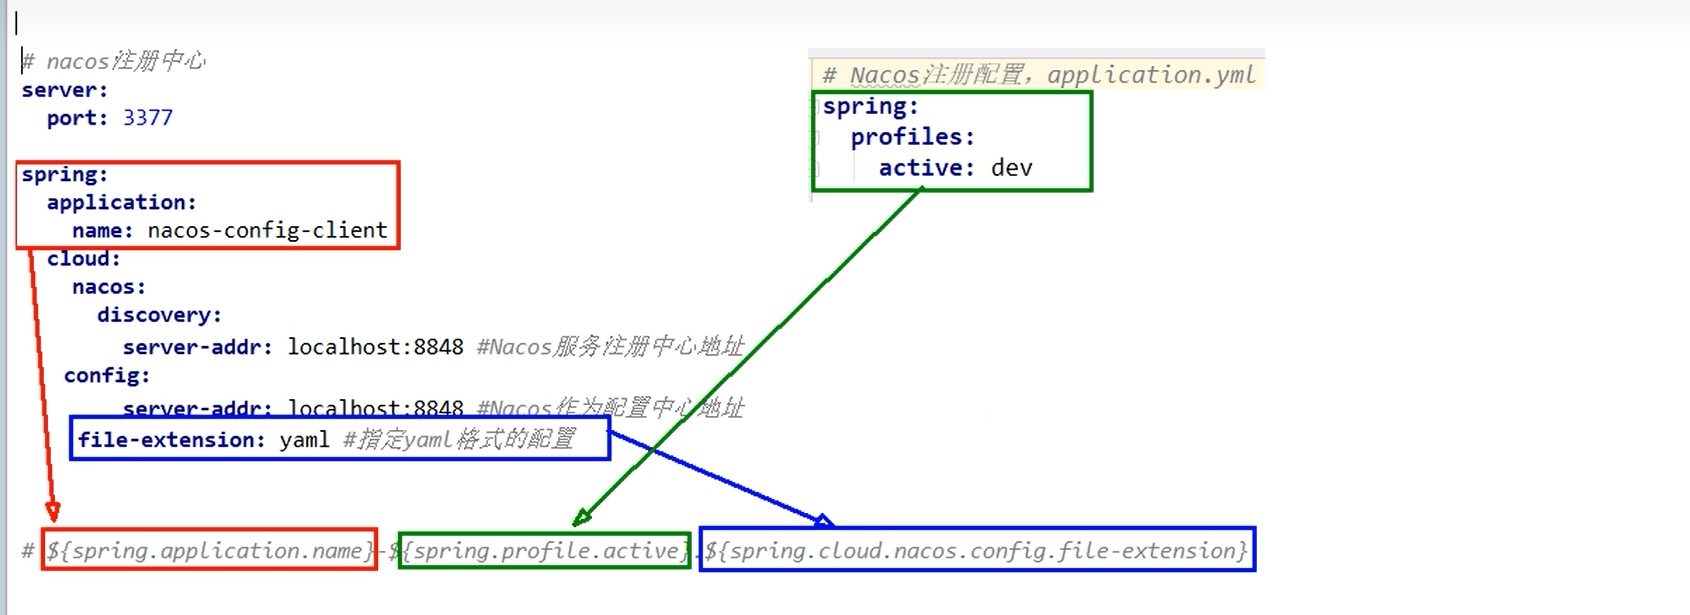 # nacos注册中心
server:
  port: 3377
spring:
  application:
    name: nacos-config-client
  cloud:
    nacos:
      discovery:
        server-addr: localhost:8848 #Nacos服务注册中心地址
   config:
        server-addr: localhost:8848 #Nacos作为配置中心地址
    file-extension: yaml #指定yaml格式的配置
# Nacos注册配置，application.yml
spring:
  profiles:
    active: dev
# ${spring.application.name}-${spring.profile.active}.${spring.cloud.nacos.config.file-extension}